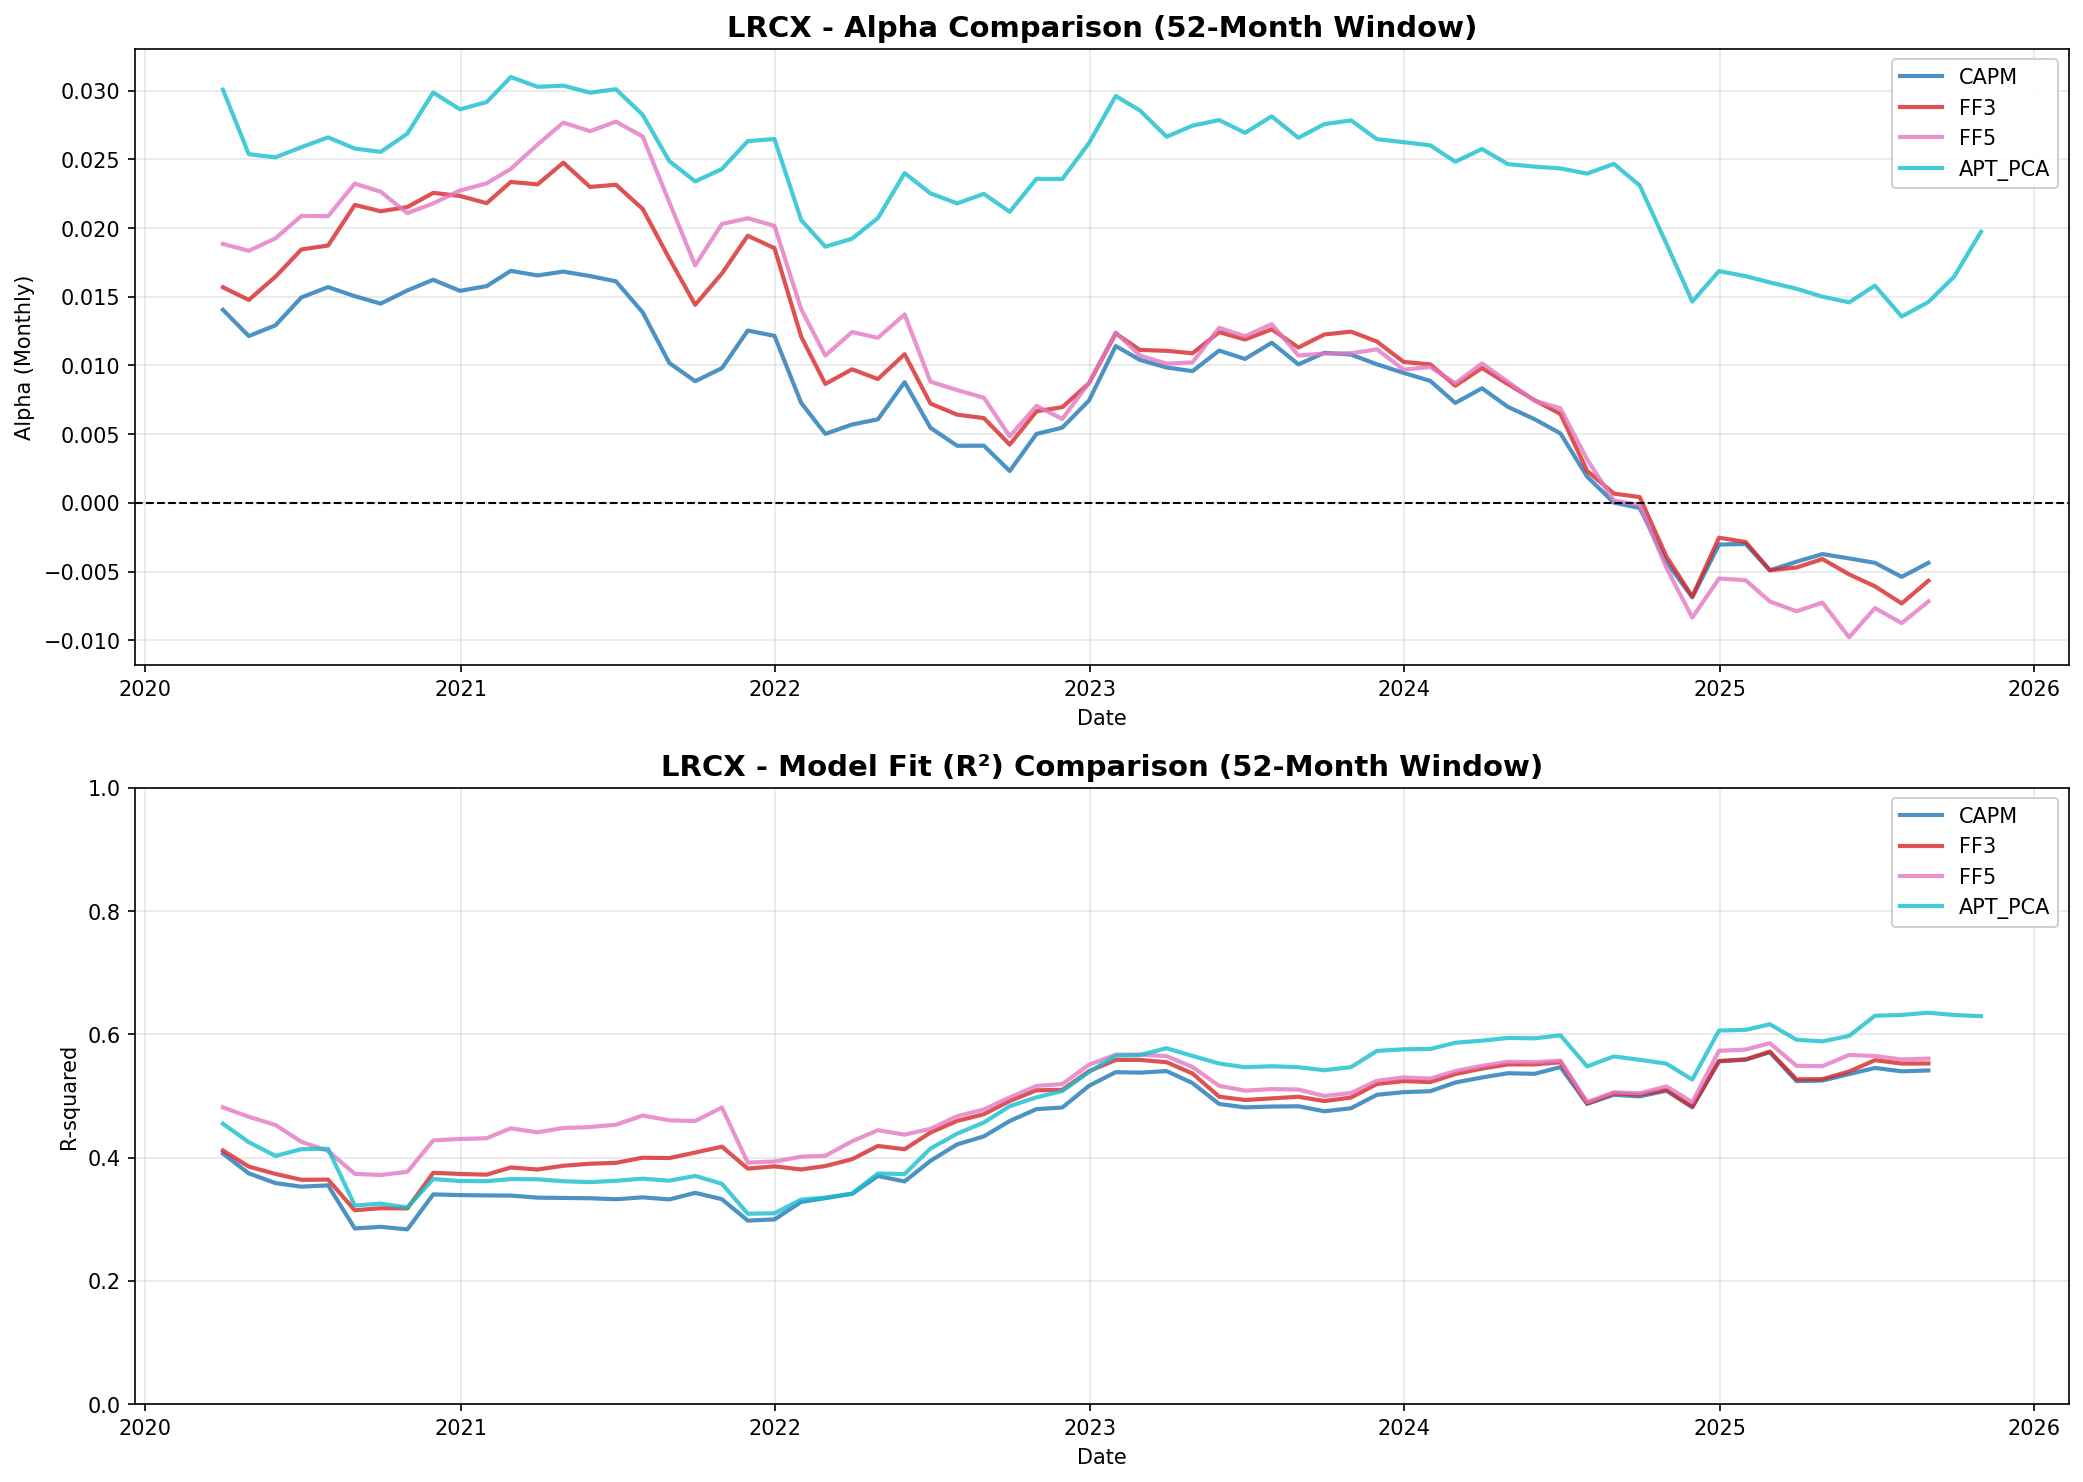 LRCX - Alpha Comparison (52-Month Window)
Alpha (Monthly)
0.030
0.025
0.020
0.015
0.010
0.005
0.000
−0.005
−0.010
CAPM
FF3
FF5
APT_PCA
2020 2021 2022 2023 2024 2025 2026
Date
LRCX - Model Fit (R²) Comparison (52-Month Window)
R-squared
1.0
0.8
0.6
0.4
0.2
0.0
CAPM
FF3
FF5
APT_PCA
2020 2021 2022 2023 2024 2025 2026
Date